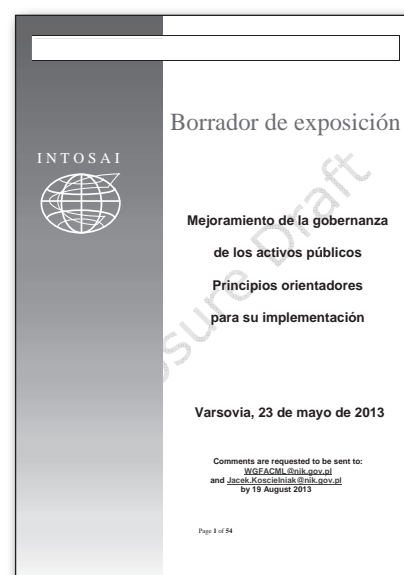 Borrador de exposición
INTOSAI
Mejoramiento de la gobernanza
de los activos públicos
Principios orientadores
para su implementación
Varsovia, 23 de mayo de 2013
Comments are requested to be sent to:
WGFACML@nik.gov.pl
and Jacek.Koscielniak@nik.gov.pl
by 19 August 2013
Page 1 of 54
osure Draft